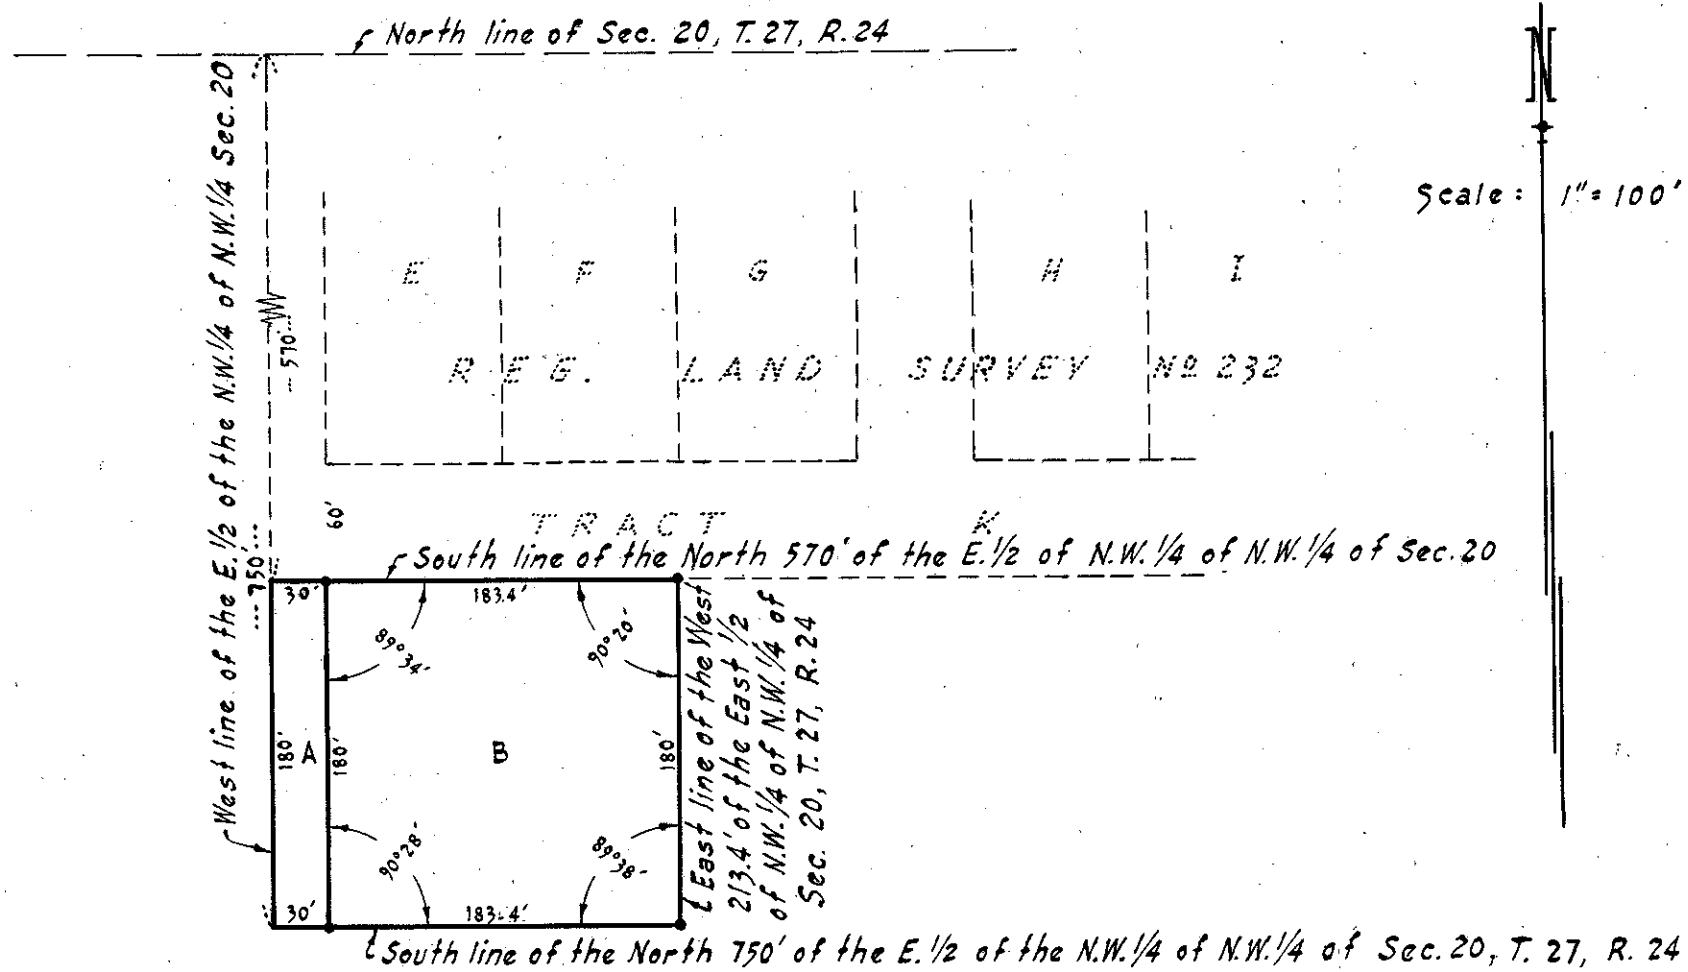 North line of Sec. 20, T. 27, R. 24
N
Scale: 1" = 100'
West line of the E. 1/2 of the N.W. 1/4 of N.W. 1/4 Sec. 20
570'
750'
E F G H I
REG. LAND SURVEY Nº 232
60'
TRACT K
South line of the North 570' of the E. 1/2 of N.W. 1/4 of N.W. 1/4 of Sec. 20
30' 183.4'
89°34' 90°20'
180' A 180' B 180'
East line of the West
213.4' of the East 1/2
of N.W. 1/4 of N.W. 1/4 of
Sec. 20, T. 27, R. 24
90°28' 89°38'
30' 183.4'
South line of the North 750' of the E. 1/2 of the N.W. 1/4 of N.W. 1/4 of Sec. 20, T. 27, R. 24